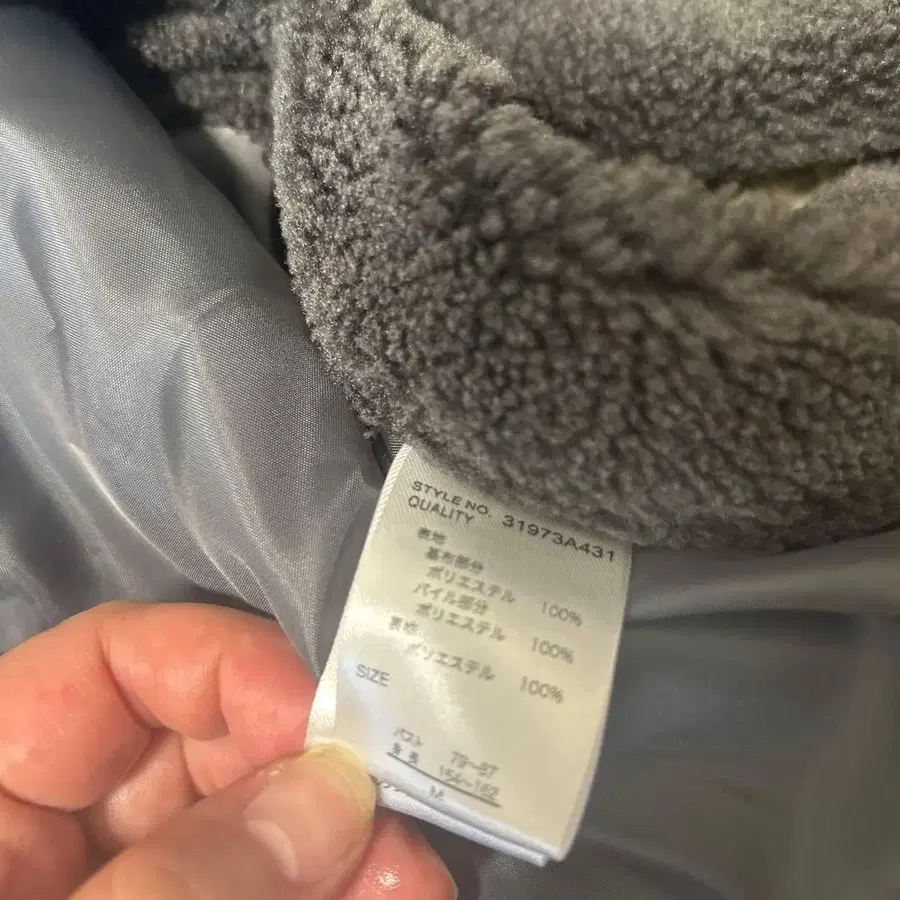 STYLE NO. 31973A431
QUALITY
表地
基布部分
ポリエステル 100%
パイル部分
ポリエステル 100%
裏地
ポリエステル 100%
SIZE
バスト 79~87
身長 154~162
M